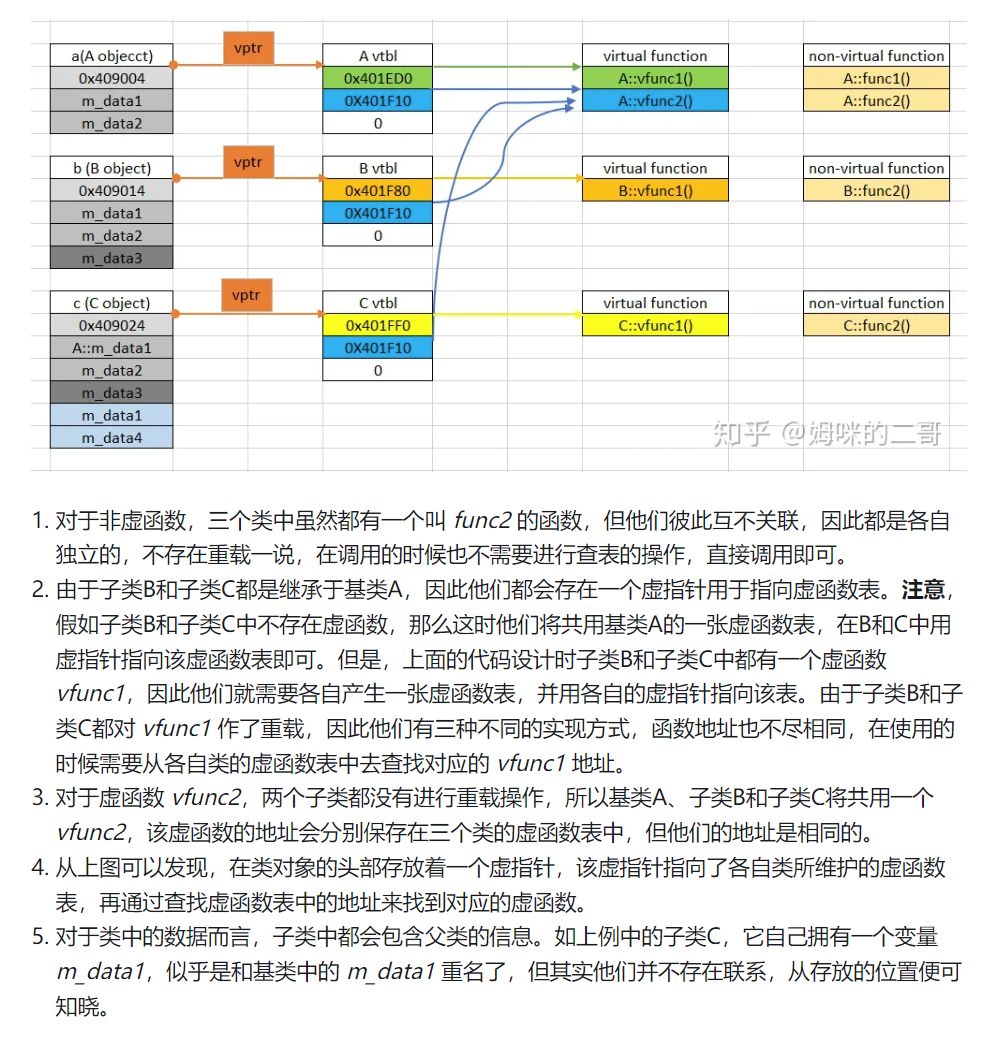 vptr
a(A objecct) A vtbl virtual function non-virtual function
0x409004 0x401ED0 A::vfunc1() A::func1()
m_data1 0X401F10 A::vfunc2() A::func2()
m_data2 0
vptr
b (B object) B vtbl virtual function non-virtual function
0x409014 0x401F80 B::vfunc1() B::func2()
m_data1 0X401F10
m_data2 0
m_data3
vptr
c (C object) C vtbl virtual function non-virtual function
0x409024 0x401FF0 C::vfunc1() C::func2()
A::m_data1 0X401F10
m_data2 0
m_data3
m_data1
m_data4
知乎 @姆咪的二哥
1. 对于非虚函数，三个类中虽然都有一个叫 func2 的函数，但他们彼此互不关联，因此都是各自
独立的，不存在重载一说，在调用的时候也不需要进行查表的操作，直接调用即可。
2. 由于子类B和子类C都是继承于基类A，因此他们都会存在一个虚指针用于指向虚函数表。注意，
假如子类B和子类C中不存在虚函数，那么这时他们将共用基类A的一张虚函数表，在B和C中用
虚指针指向该虚函数表即可。但是，上面的代码设计时子类B和子类C中都有一个虚函数
vfunc1，因此他们就需要各自产生一张虚函数表，并用各自的虚指针指向该表。由于子类B和子
类C都对 vfunc1 作了重载，因此他们有三种不同的实现方式，函数地址也不尽相同，在使用的
时候需要从各自类的虚函数表中去查找对应的 vfunc1 地址。
3. 对于虚函数 vfunc2，两个子类都没有进行重载操作，所以基类A、子类B和子类C将共用一个
vfunc2，该虚函数的地址会分别保存在三个类的虚函数表中，但他们的地址是相同的。
4. 从上图可以发现，在类对象的头部存放着一个虚指针，该虚指针指向了各自类所维护的虚函数
表，再通过查找虚函数表中的地址来找到对应的虚函数。
5. 对于类中的数据而言，子类中都会包含父类的信息。如上例中的子类C，它自己拥有一个变量
m_data1，似乎是和基类中的 m_data1 重名了，但其实他们并不存在联系，从存放的位置便可
知晓。